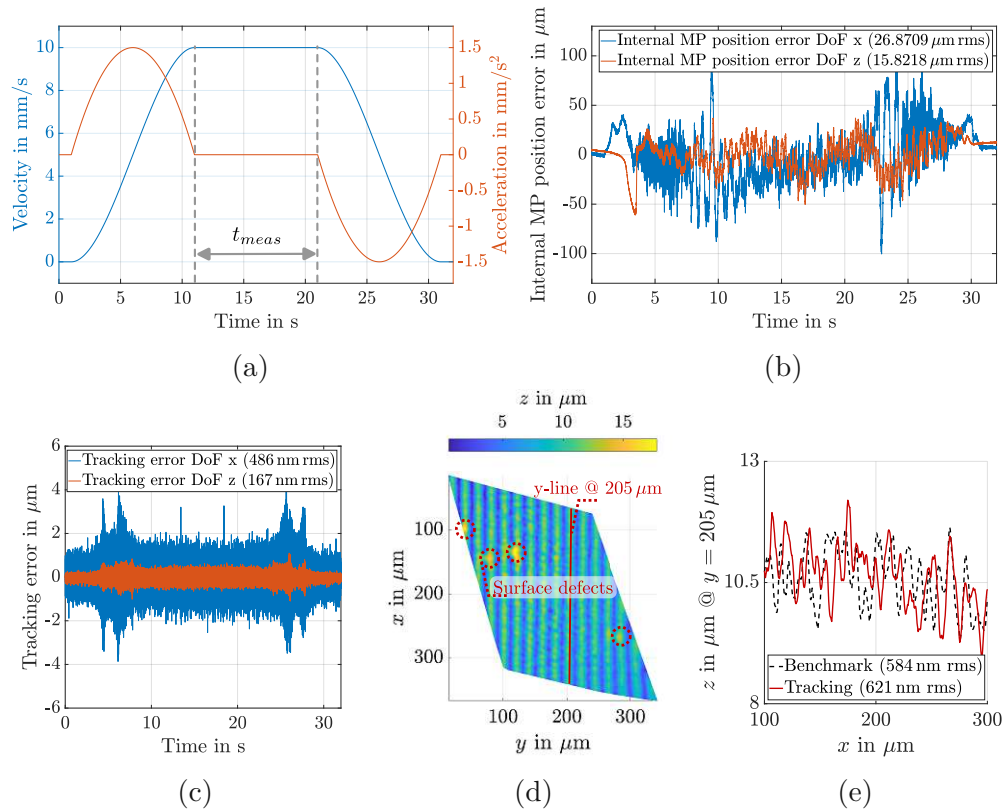 10
8
6
4
2
0
Velocity in mm/s
1.5
1
0.5
0
-0.5
-1
-1.5
Acceleration in mm/s²
t_meas
0 5 10 15 20 25 30
Time in s
(a)
100
50
0
-50
-100
Internal MP position error in µm
Internal MP position error DoF x (26.8709 µm rms)
Internal MP position error DoF z (15.8218 µm rms)
0 5 10 15 20 25 30
Time in s
(b)
6
4
2
0
-2
-4
-6
Tracking error in µm
Tracking error DoF x (486 nm rms)
Tracking error DoF z (167 nm rms)
0 10 20 30
Time in s
(c)
z in µm
5 10 15
y-line @ 205 µm
Surface defects
100
200
300
x in µm
100 200 300
y in µm
(d)
13
10.5
8
z in µm @ y = 205 µm
Benchmark (584 nm rms)
Tracking (621 nm rms)
100 200 300
x in µm
(e)